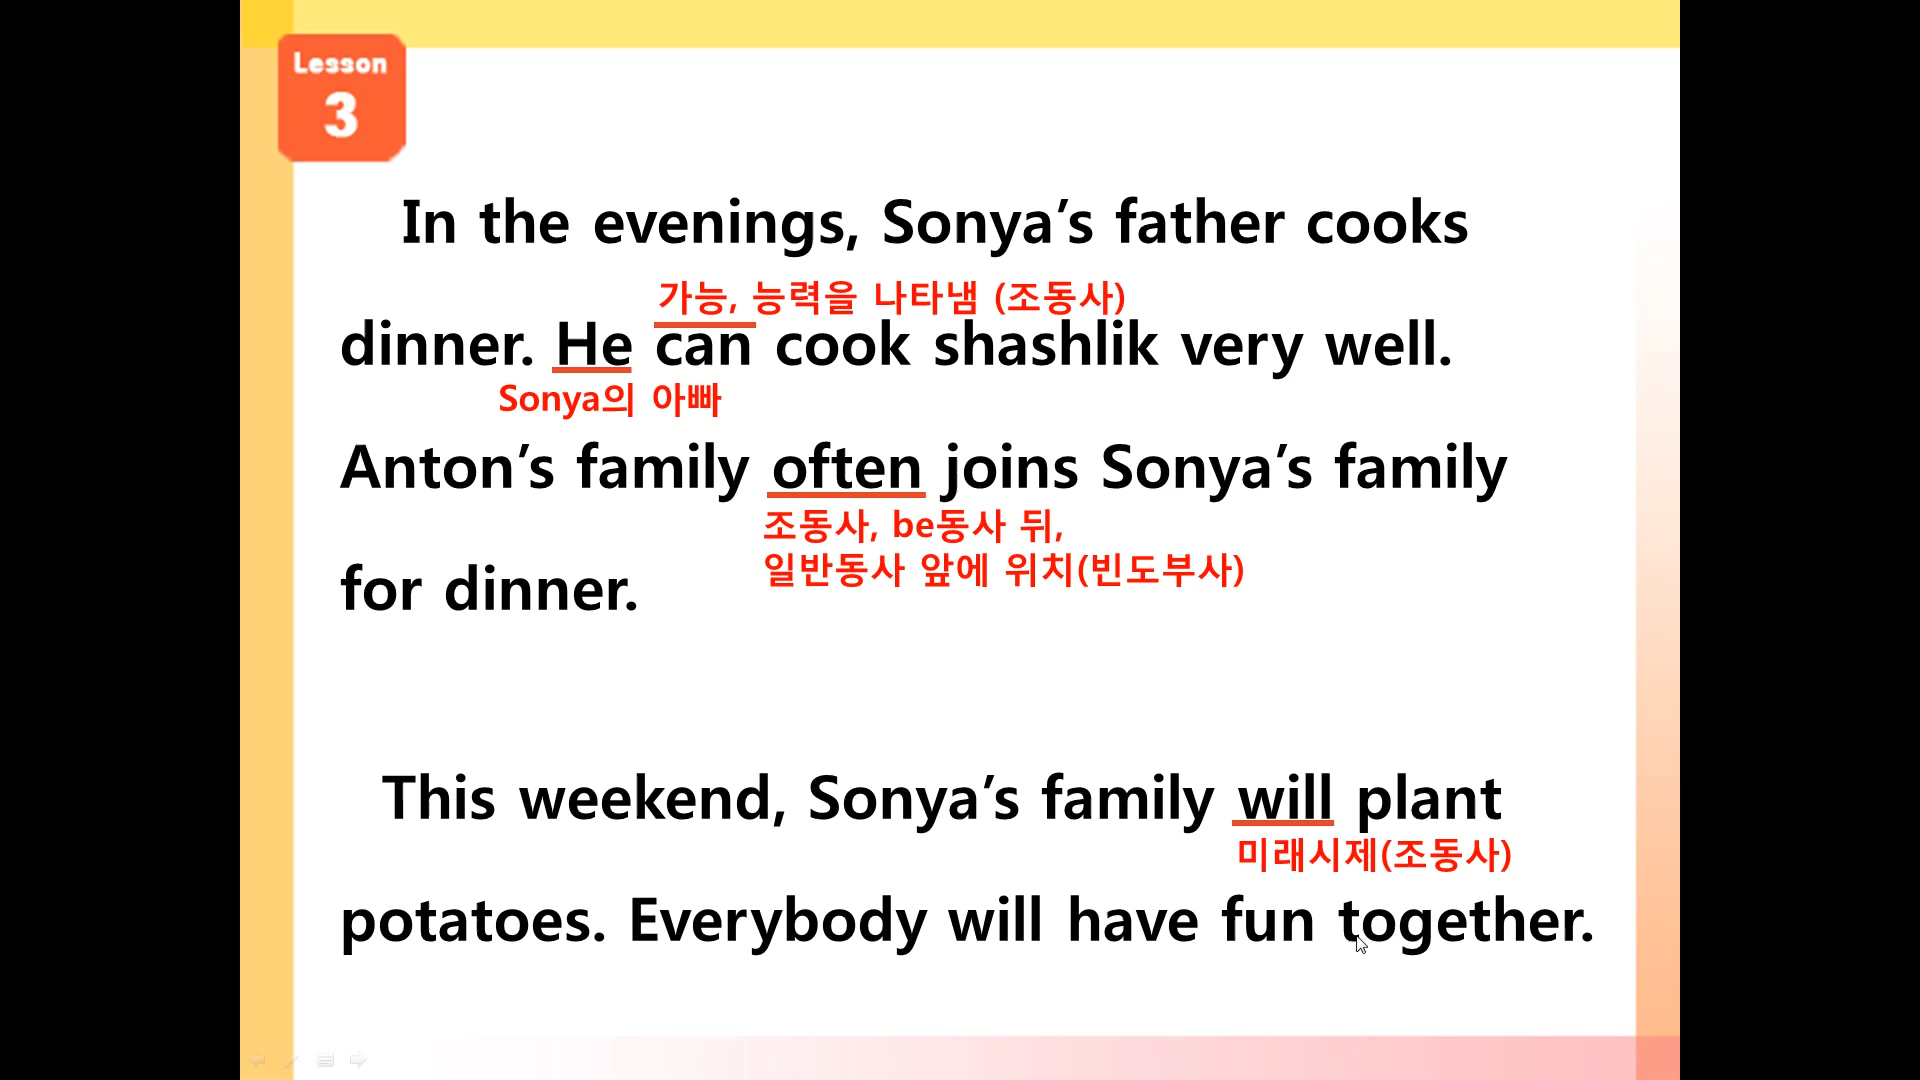 Lesson
3
In the evenings, Sonya’s father cooks
가능, 능력을 나타냄 (조동사)
dinner. He can cook shashlik very well.
Sonya의 아빠
Anton’s family often joins Sonya’s family
조동사, be동사 뒤,
일반동사 앞에 위치(빈도부사)
for dinner.
This weekend, Sonya’s family will plant
미래시제(조동사)
potatoes. Everybody will have fun together.